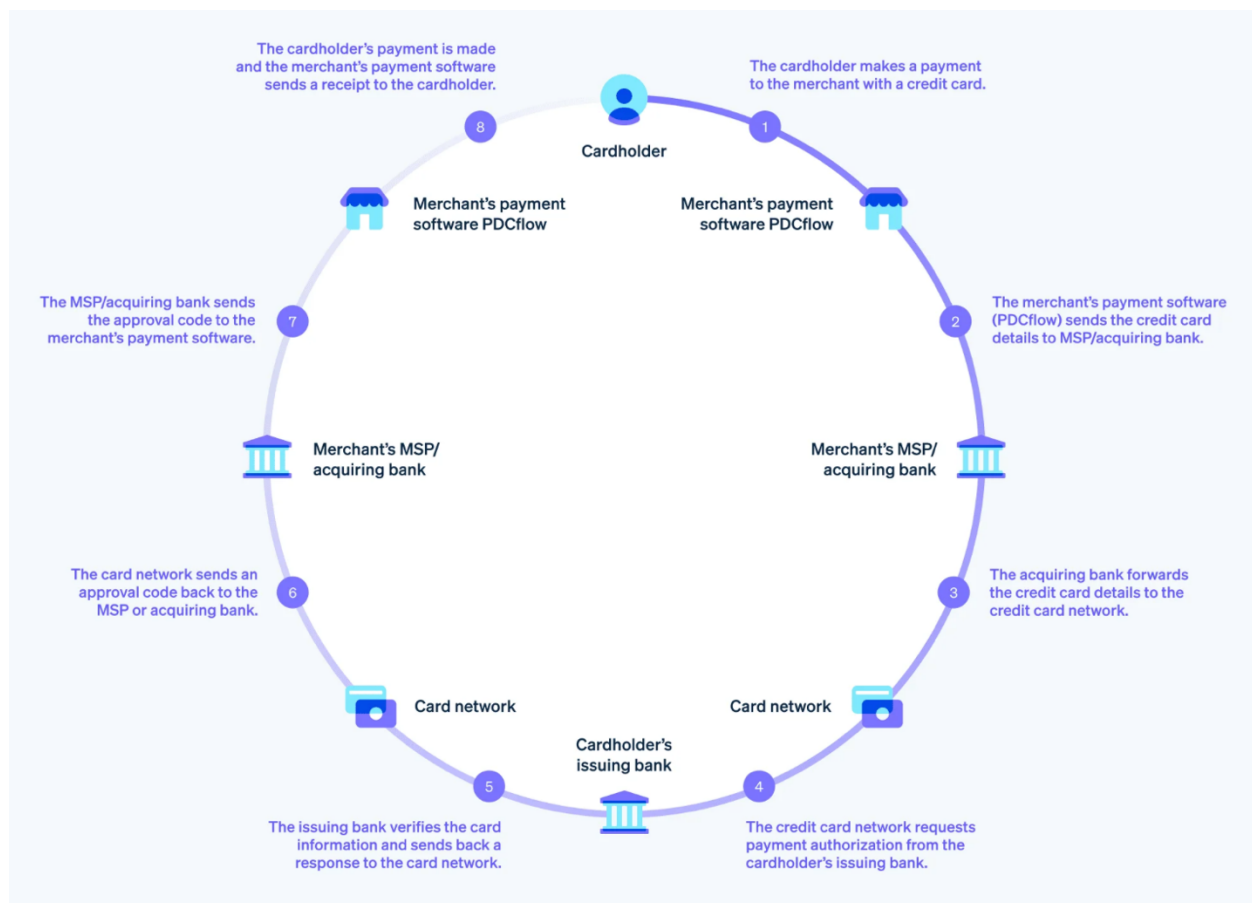 The cardholder's payment is made
and the merchant's payment software
sends a receipt to the cardholder.
8
Cardholder
1
The cardholder makes a payment
to the merchant with a credit card.
Merchant's payment
software PDCflow
Merchant's payment
software PDCflow
2
The merchant's payment software
(PDCflow) sends the credit card
details to MSP/acquiring bank.
The MSP/acquiring bank sends
the approval code to the
merchant's payment software.
7
Merchant's MSP/
acquiring bank
Merchant's MSP/
acquiring bank
3
The acquiring bank forwards
the credit card details to the
credit card network.
The card network sends an
approval code back to the
MSP or acquiring bank.
6
Card network
Card network
Cardholder's
issuing bank
4
The credit card network requests
payment authorization from the
cardholder's issuing bank.
5
The issuing bank verifies the card
information and sends back a
response to the card network.